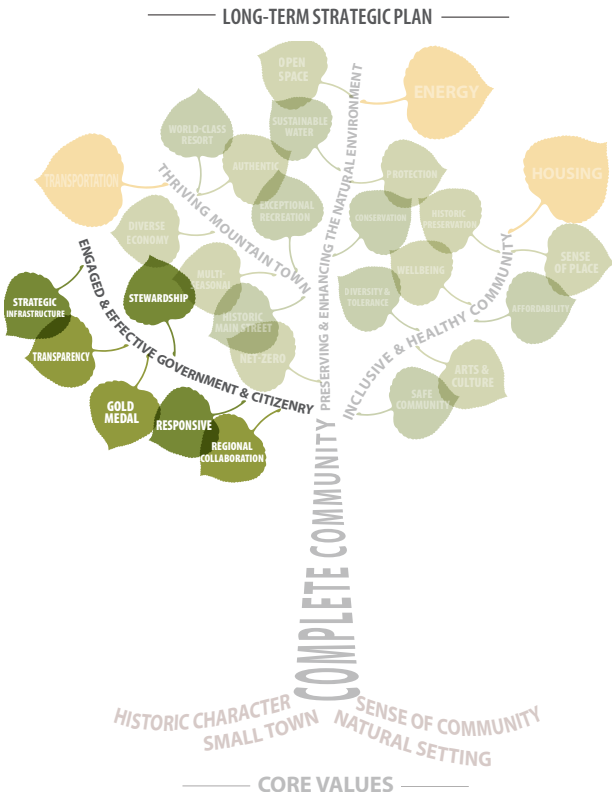 LONG-TERM STRATEGIC PLAN
OPEN
SPACE
ENERGY
WORLD-CLASS
RESORT
SUSTAINABLE
WATER
TRANSPORTATION
AUTHENTIC
PROTECTION
HOUSING
EXCEPTIONAL
RECREATION
CONSERVATION
HISTORIC
PRESERVATION
DIVERSE
ECONOMY
THRIVING MOUNTAIN TOWN
PRESERVING & ENHANCING THE NATURAL ENVIRONMENT
SENSE
OF PLACE
MULTI-
SEASONAL
WELLBEING
DIVERSITY &
TOLERANCE
AFFORDABILITY
STRATEGIC
INFRASTRUCTURE
STEWARDSHIP
HISTORIC
MAIN STREET
INCLUSIVE & HEALTHY COMMUNITY
TRANSPARENCY
ENGAGED & EFFECTIVE GOVERNMENT & CITIZENRY
NET-ZERO
ARTS &
CULTURE
SAFE
COMMUNITY
GOLD
MEDAL
RESPONSIVE
REGIONAL
COLLABORATION
COMPLETE COMMUNITY
HISTORIC CHARACTER
SMALL TOWN
SENSE OF COMMUNITY
NATURAL SETTING
CORE VALUES